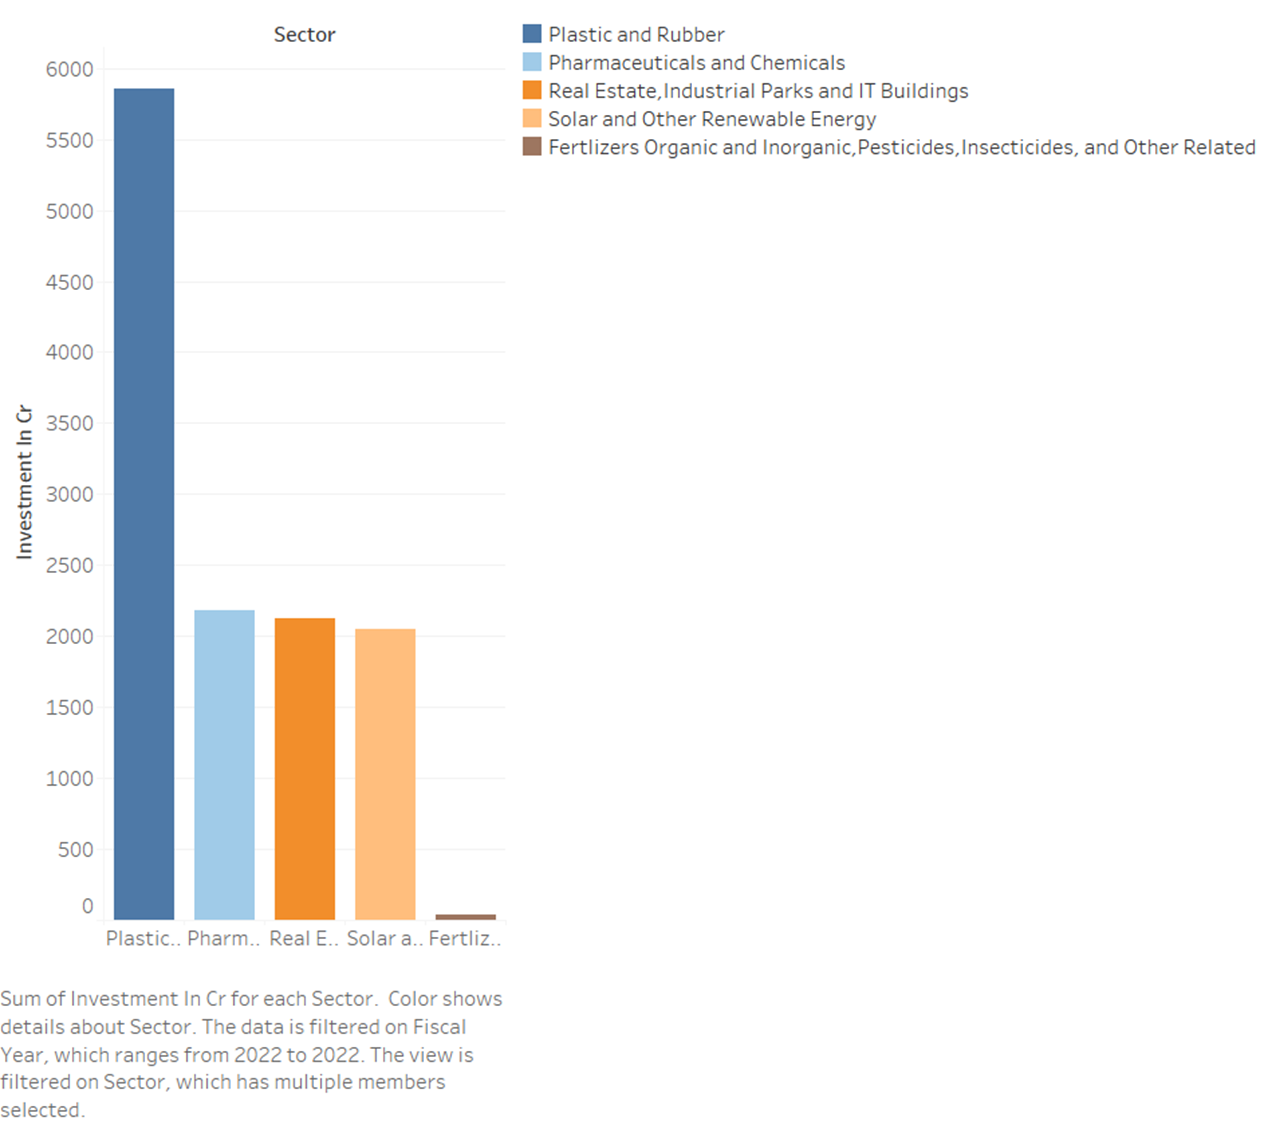 Sector
Plastic and Rubber
Pharmaceuticals and Chemicals
Real Estate,Industrial Parks and IT Buildings
Solar and Other Renewable Energy
Fertlizers Organic and Inorganic,Pesticides,Insecticides, and Other Related
6000
5500
5000
4500
4000
3500
3000
2500
2000
1500
1000
500
0
Investment In Cr
Plastic.. Pharm.. Real E.. Solar a.. Fertliz..
Sum of Investment In Cr for each Sector. Color shows
details about Sector. The data is filtered on Fiscal
Year, which ranges from 2022 to 2022. The view is
filtered on Sector, which has multiple members
selected.